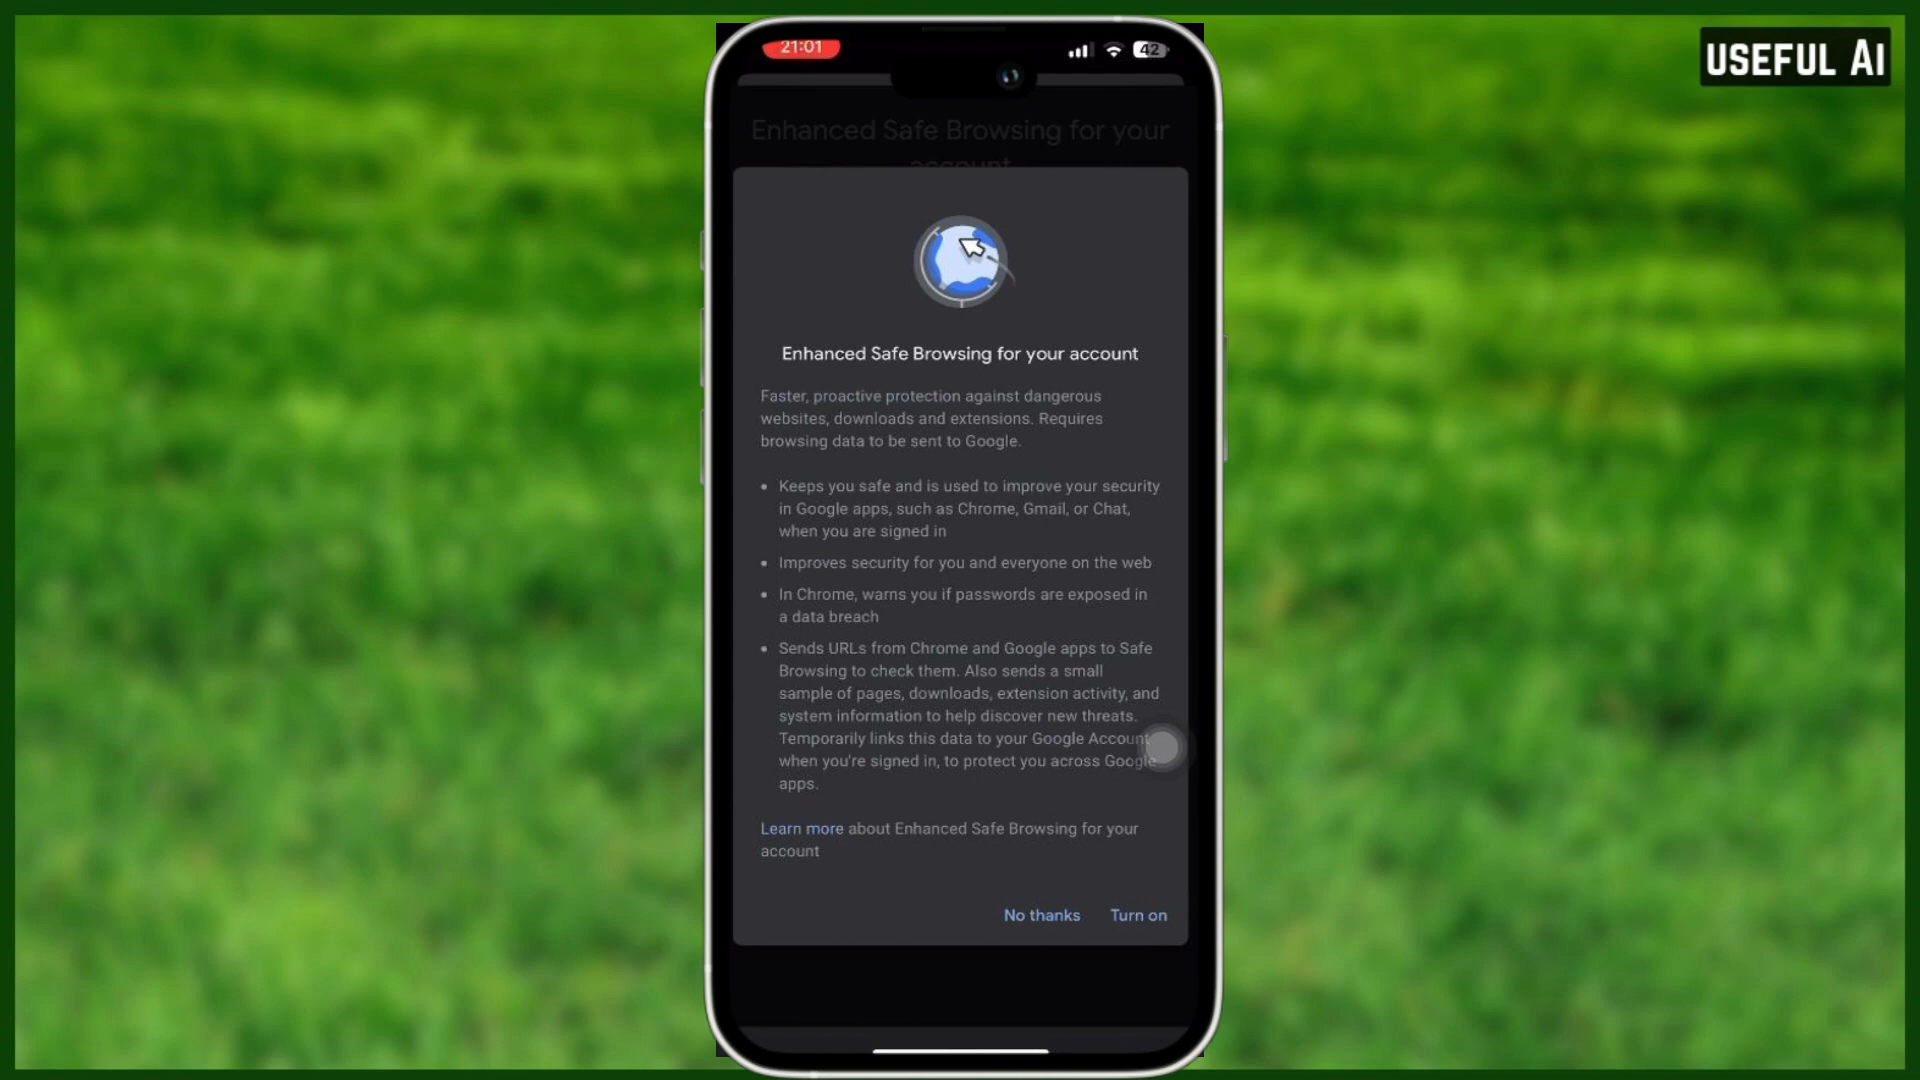 USEFUL AI
21:01
42
Enhanced Safe Browsing for your
account
Enhanced Safe Browsing for your account
Faster, proactive protection against dangerous
websites, downloads and extensions. Requires
browsing data to be sent to Google.
• Keeps you safe and is used to improve your security
in Google apps, such as Chrome, Gmail, or Chat,
when you are signed in
• Improves security for you and everyone on the web
• In Chrome, warns you if passwords are exposed in
a data breach
• Sends URLs from Chrome and Google apps to Safe
Browsing to check them. Also sends a small
sample of pages, downloads, extension activity, and
system information to help discover new threats.
Temporarily links this data to your Google Account
when you're signed in, to protect you across Google
apps.
Learn more about Enhanced Safe Browsing for your
account
No thanks Turn on